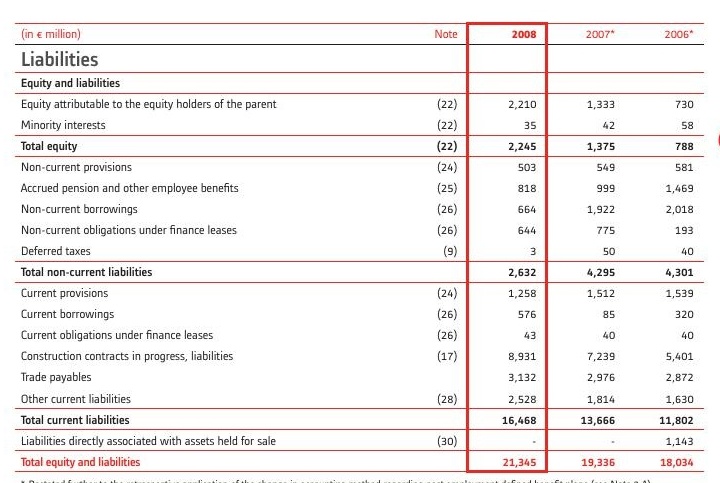 (in € million) Note 2008 2007* 2006*
Liabilities
Equity and liabilities
Equity attributable to the equity holders of the parent (22) 2,210 1,333 730
Minority interests (22) 35 42 58
Total equity (22) 2,245 1,375 788
Non-current provisions (24) 503 549 581
Accrued pension and other employee benefits (25) 818 999 1,469
Non-current borrowings (26) 664 1,922 2,018
Non-current obligations under finance leases (26) 644 775 193
Deferred taxes (9) 3 50 40
Total non-current liabilities 2,632 4,295 4,301
Current provisions (24) 1,258 1,512 1,539
Current borrowings (26) 576 85 320
Current obligations under finance leases (26) 43 40 40
Construction contracts in progress, liabilities (17) 8,931 7,239 5,401
Trade payables 3,132 2,976 2,872
Other current liabilities (28) 2,528 1,814 1,630
Total current liabilities 16,468 13,666 11,802
Liabilities directly associated with assets held for sale (30) - - 1,143
Total equity and liabilities 21,345 19,336 18,034